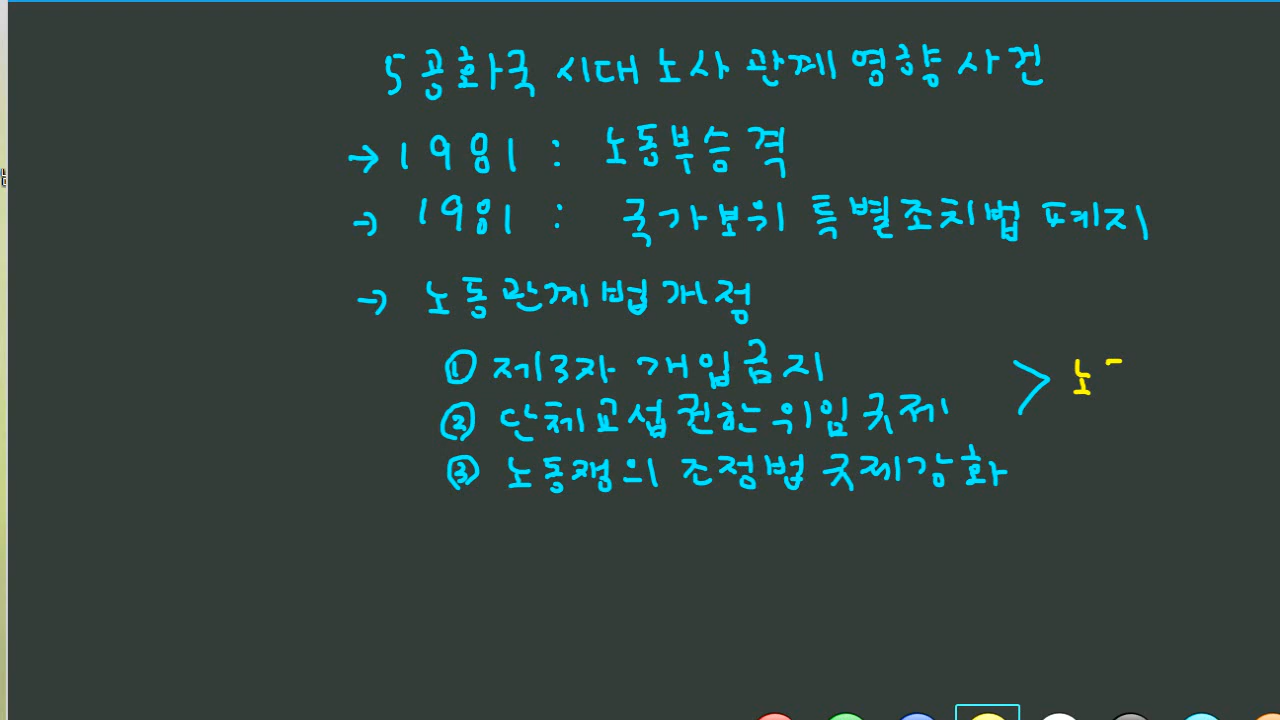 5공화국 시대 노사관계 영향 사건
→ 1981 : 노동부 승격
→ 1981 : 국가보위 특별조치법 폐지
→ 노동관계법 개정
① 제3자 개입금지
② 단체교섭권한 위임 규제 > 노
③ 노동쟁의 조정법 규제강화